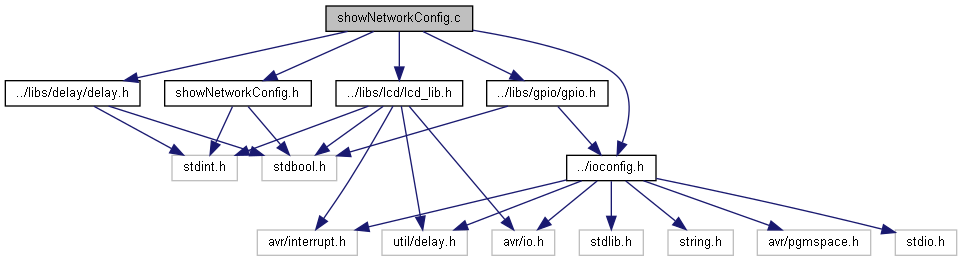 showNetworkConfig.c
../libs/delay/delay.h
showNetworkConfig.h
../libs/lcd/lcd_lib.h
../libs/gpio/gpio.h
stdint.h
stdbool.h
../ioconfig.h
avr/interrupt.h
util/delay.h
avr/io.h
stdlib.h
string.h
avr/pgmspace.h
stdio.h